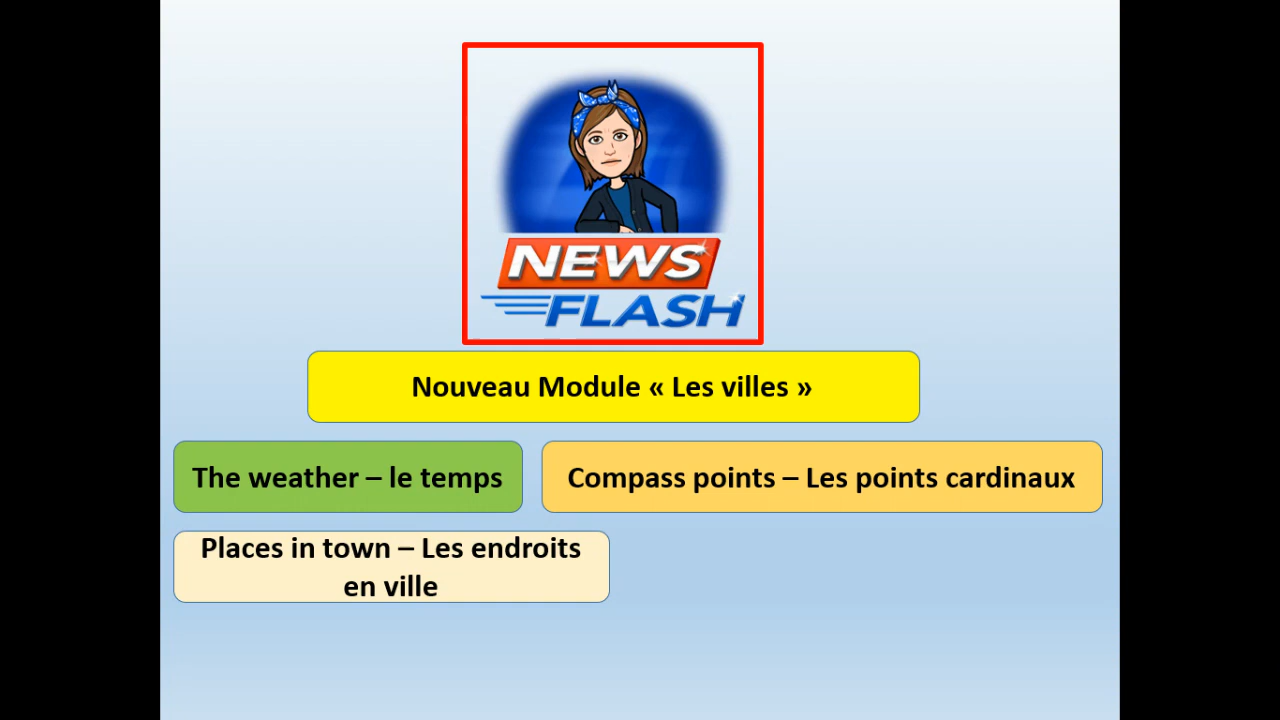 NEWS
FLASH
Nouveau Module « Les villes »
The weather – le temps
Compass points – Les points cardinaux
Places in town – Les endroits
en ville